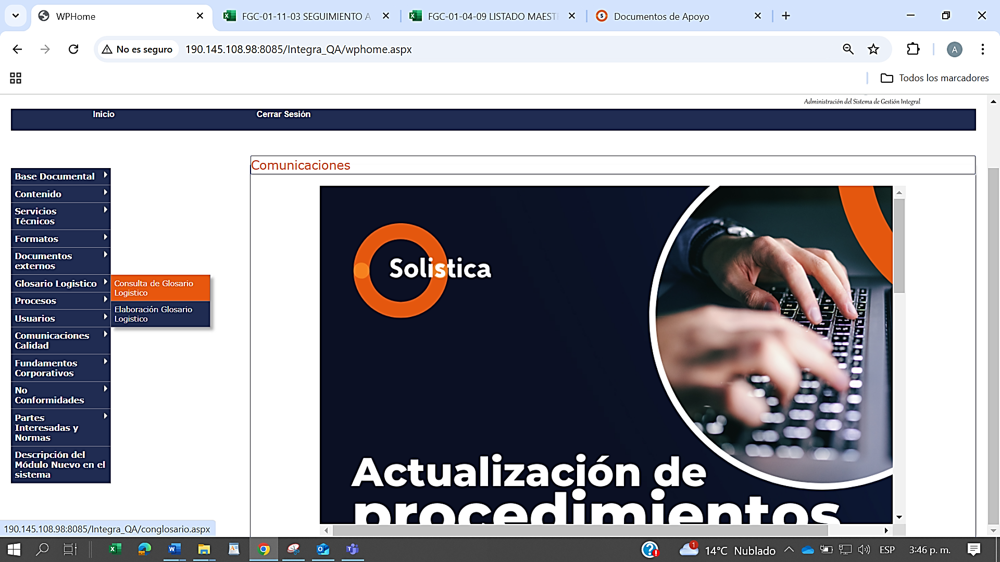 WPHome
FGC-01-11-03 SEGUIMIENTO A
FGC-01-04-09 LISTADO MAEST
Documentos de Apoyo
No es seguro
190.145.108.98:8085/Integra_QA/wphome.aspx
A
Todos los marcadores
Administración del Sistema de Gestión Integral
Inicio
Cerrar Sesión
Comunicaciones
Base Documental
Contenido
Servicios
Técnicos
Formatos
Documentos
externos
Glosario Logistico
Consulta de Glosario
Logistico
Elaboración Glosario
Logistico
Procesos
Usuarios
Comunicaciones
Calidad
Fundamentos
Corporativos
No
Conformidades
Partes
Interesadas y
Normas
Descripción del
Módulo Nuevo en el
sistema
Solistica
Actualización de
procedimientos
190.145.108.98:8085/Integra_QA/conglosario.aspx
1
14°C Nublado
ESP
3:46 p. m.